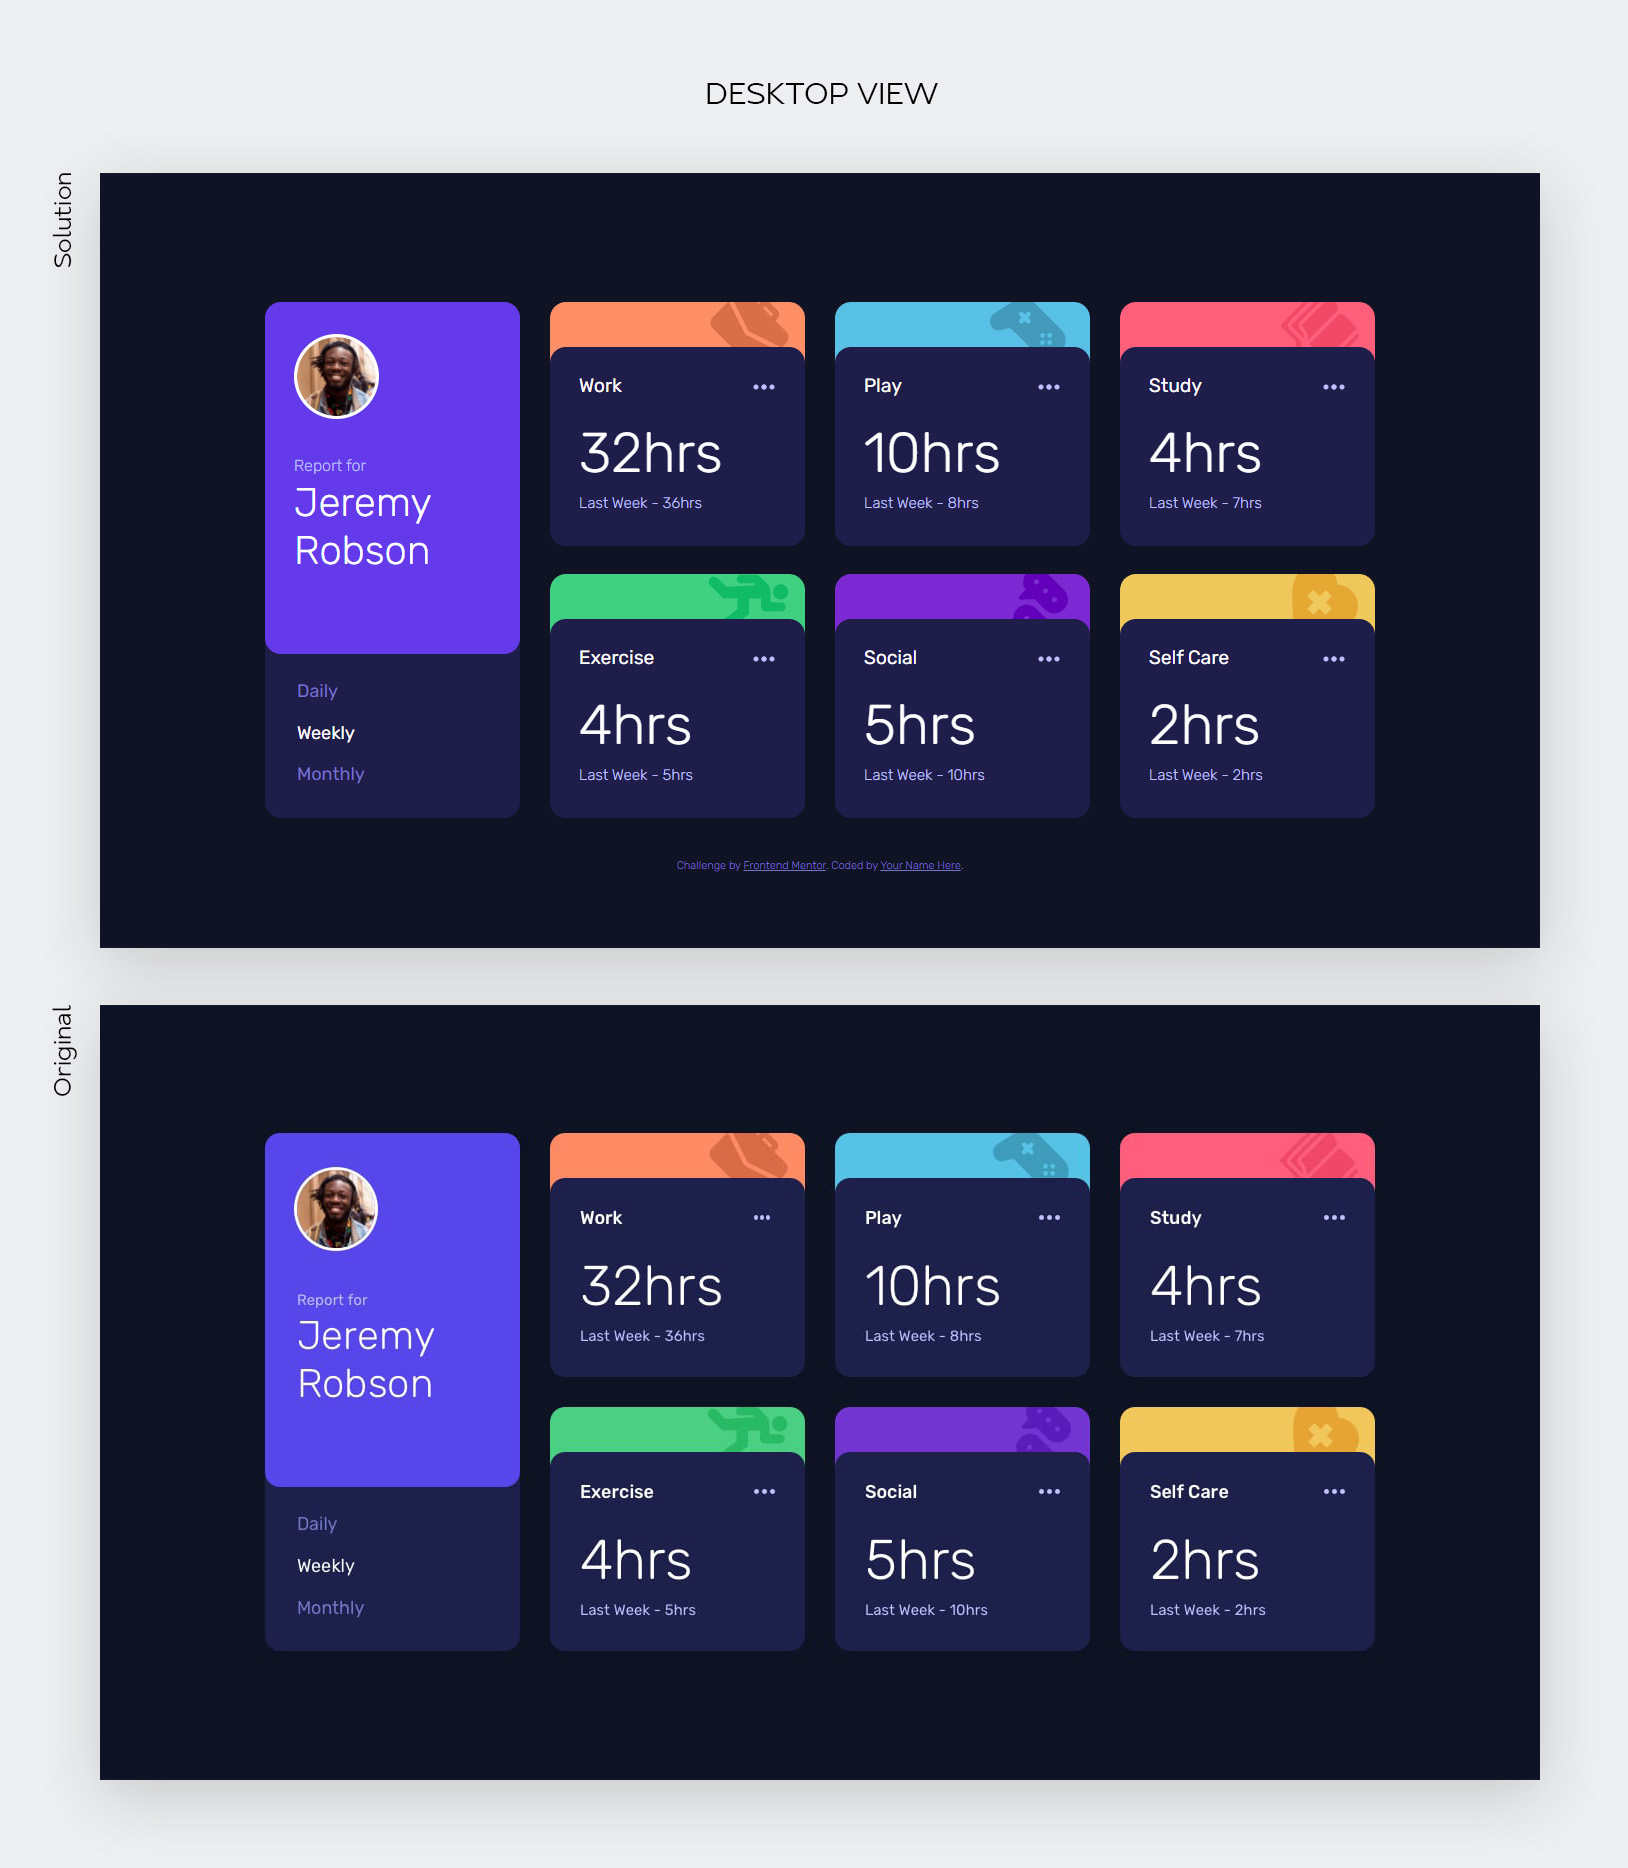 DESKTOP VIEW
Solution
Report for
Jeremy
Robson
Daily
Weekly
Monthly
Work
32hrs
Last Week - 36hrs
Play
10hrs
Last Week - 8hrs
Study
4hrs
Last Week - 7hrs
Exercise
4hrs
Last Week - 5hrs
Social
5hrs
Last Week - 10hrs
Self Care
2hrs
Last Week - 2hrs
Challenge by Frontend Mentor. Coded by Your Name Here.
Original
Report for
Jeremy
Robson
Daily
Weekly
Monthly
Work
32hrs
Last Week - 36hrs
Play
10hrs
Last Week - 8hrs
Study
4hrs
Last Week - 7hrs
Exercise
4hrs
Last Week - 5hrs
Social
5hrs
Last Week - 10hrs
Self Care
2hrs
Last Week - 2hrs